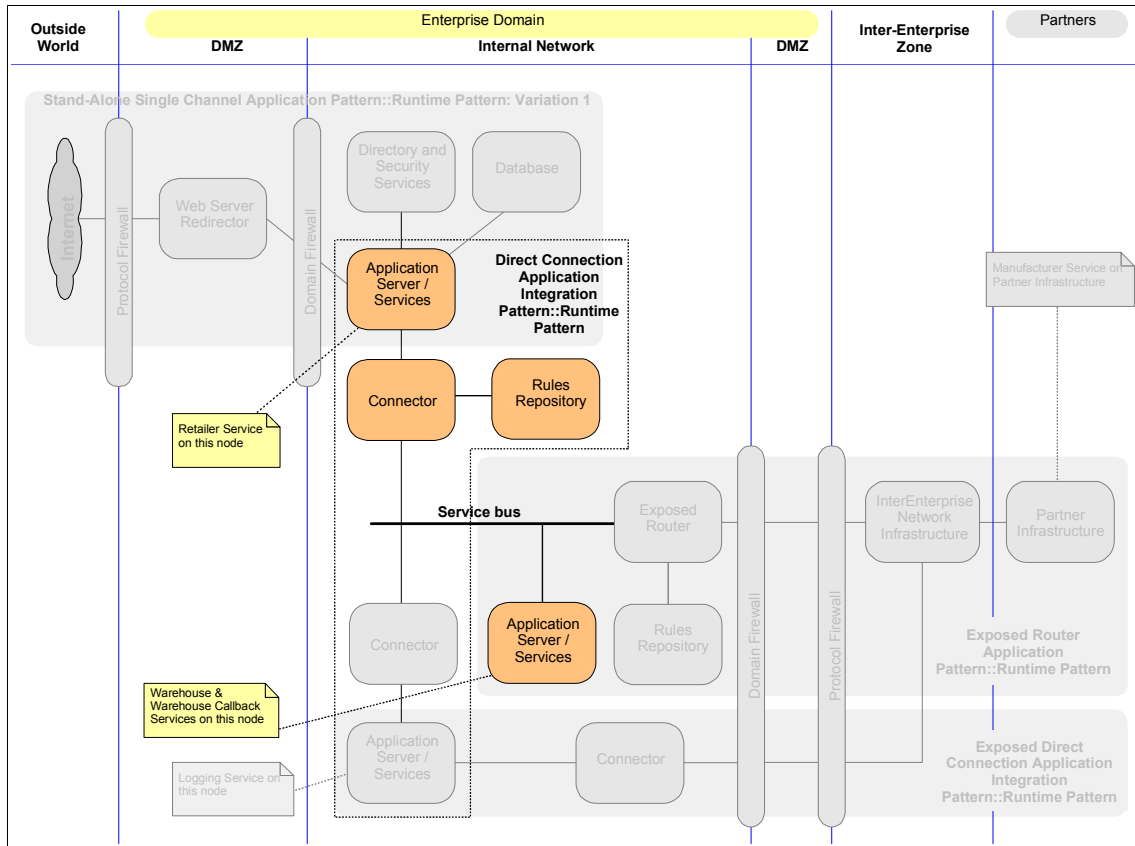 Outside
World
Enterprise Domain
DMZ
Internal Network
DMZ
Inter-Enterprise
Zone
Partners
Stand-Alone Single Channel Application Pattern::Runtime Pattern: Variation 1
Internet
Protocol Firewall
Web Server
Redirector
Domain Firewall
Directory and
Security
Services
Database
Application
Server /
Services
Direct Connection
Application
Integration
Pattern::Runtime
Pattern
Manufacturer Service on
Partner Infrastructure
Connector
Rules
Repository
Retailer Service
on this node
Service bus
Exposed
Router
InterEnterprise
Network
Infrastructure
Partner
Infrastructure
Connector
Application
Server /
Services
Rules
Repository
Domain Firewall
Protocol Firewall
Exposed Router
Application
Pattern::Runtime Pattern
Warehouse &
Warehouse Callback
Services on this node
Application
Server /
Services
Connector
Exposed Direct
Connection Application
Integration
Pattern::Runtime Pattern
Logging Service on
this node